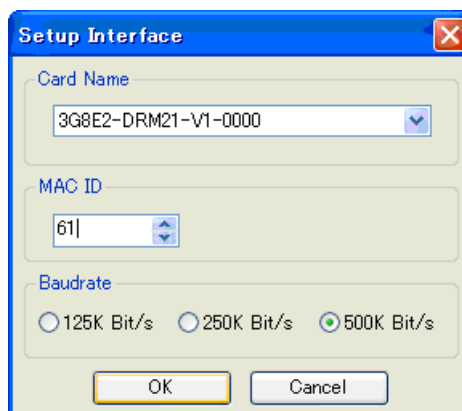 Setup Interface
Card Name
3G8E2-DRM21-V1-0000
MAC ID
61
Baudrate
125K Bit/s 250K Bit/s 500K Bit/s
OK Cancel